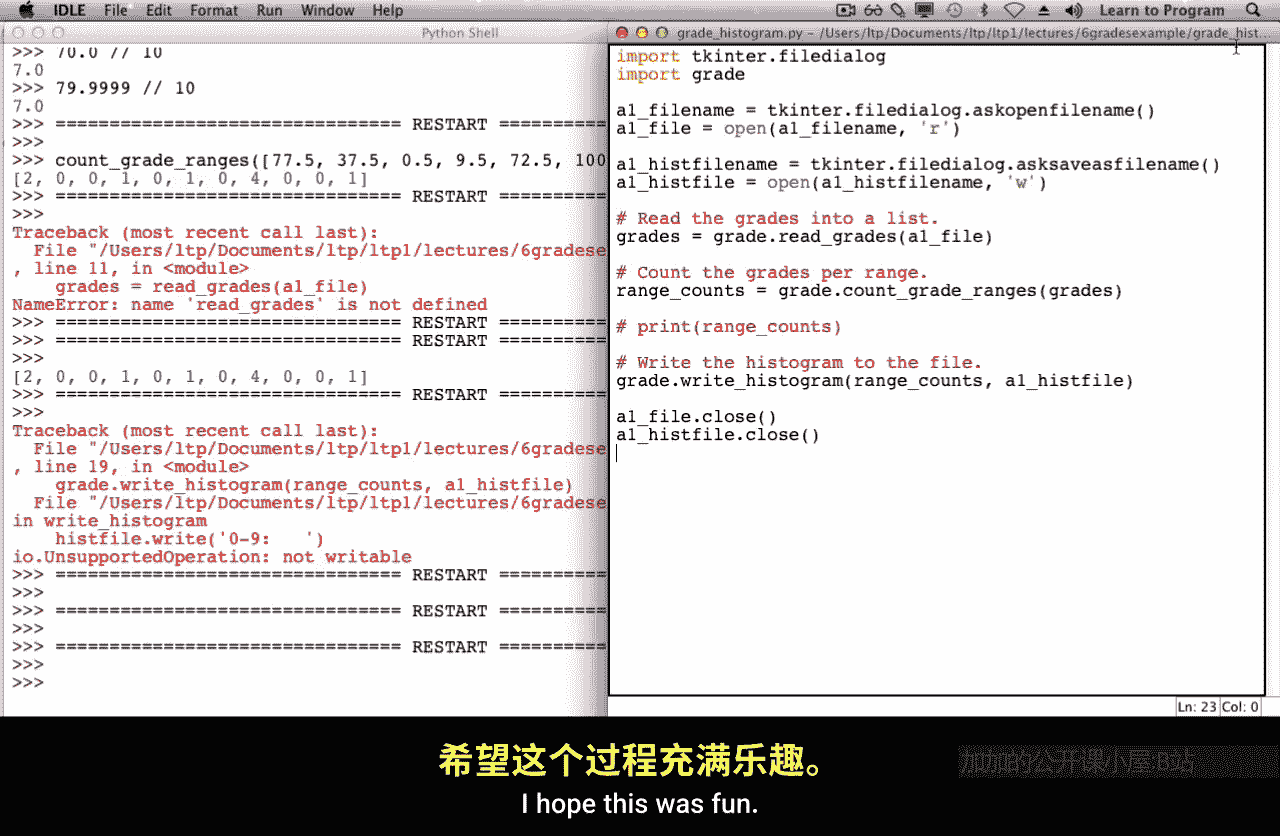 IDLE File Edit Format Run Window Help Learn to Program
Python Shell
>>> 70.0 // 10
7.0
>>> 79.9999 // 10
7.0
>>> ================================ RESTART ==========
>>>
>>> count_grade_ranges([77.5, 37.5, 0.5, 9.5, 72.5, 100
[2, 0, 0, 1, 0, 1, 0, 4, 0, 0, 1]
>>> ================================ RESTART ==========
>>>
Traceback (most recent call last):
  File "/Users/ltp/Documents/ltp/ltp1/lectures/6gradese
, line 11, in <module>
    grades = read_grades(a1_file)
NameError: name 'read_grades' is not defined
>>> ================================ RESTART ==========
>>> ================================ RESTART ==========
>>>
[2, 0, 0, 1, 0, 1, 0, 4, 0, 0, 1]
>>> ================================ RESTART ==========
>>>
Traceback (most recent call last):
  File "/Users/ltp/Documents/ltp/ltp1/lectures/6gradese
, line 19, in <module>
    grade.write_histogram(range_counts, a1_histfile)
  File "/Users/ltp/Documents/ltp/ltp1/lectures/6gradese
in write_histogram
    histfile.write('0-9:   ')
io.UnsupportedOperation: not writable
>>> ================================ RESTART ==========
>>>
>>> ================================ RESTART ==========
>>>
>>> ================================ RESTART ==========
>>>
>>>
grade_histogram.py - /Users/ltp/Documents/ltp/ltp1/lectures/6gradesexample/grade_hist...
import tkinter.filedialog
import grade
a1_filename = tkinter.filedialog.askopenfilename()
a1_file = open(a1_filename, 'r')
a1_histfilename = tkinter.filedialog.asksaveasfilename()
a1_histfile = open(a1_histfilename, 'w')
# Read the grades into a list.
grades = grade.read_grades(a1_file)
# Count the grades per range.
range_counts = grade.count_grade_ranges(grades)
# print(range_counts)
# Write the histogram to the file.
grade.write_histogram(range_counts, a1_histfile)
a1_file.close()
a1_histfile.close()
Ln: 23 Col: 0
希望这个过程充满乐趣。
加加的公开课小屋:B站
I hope this was fun.